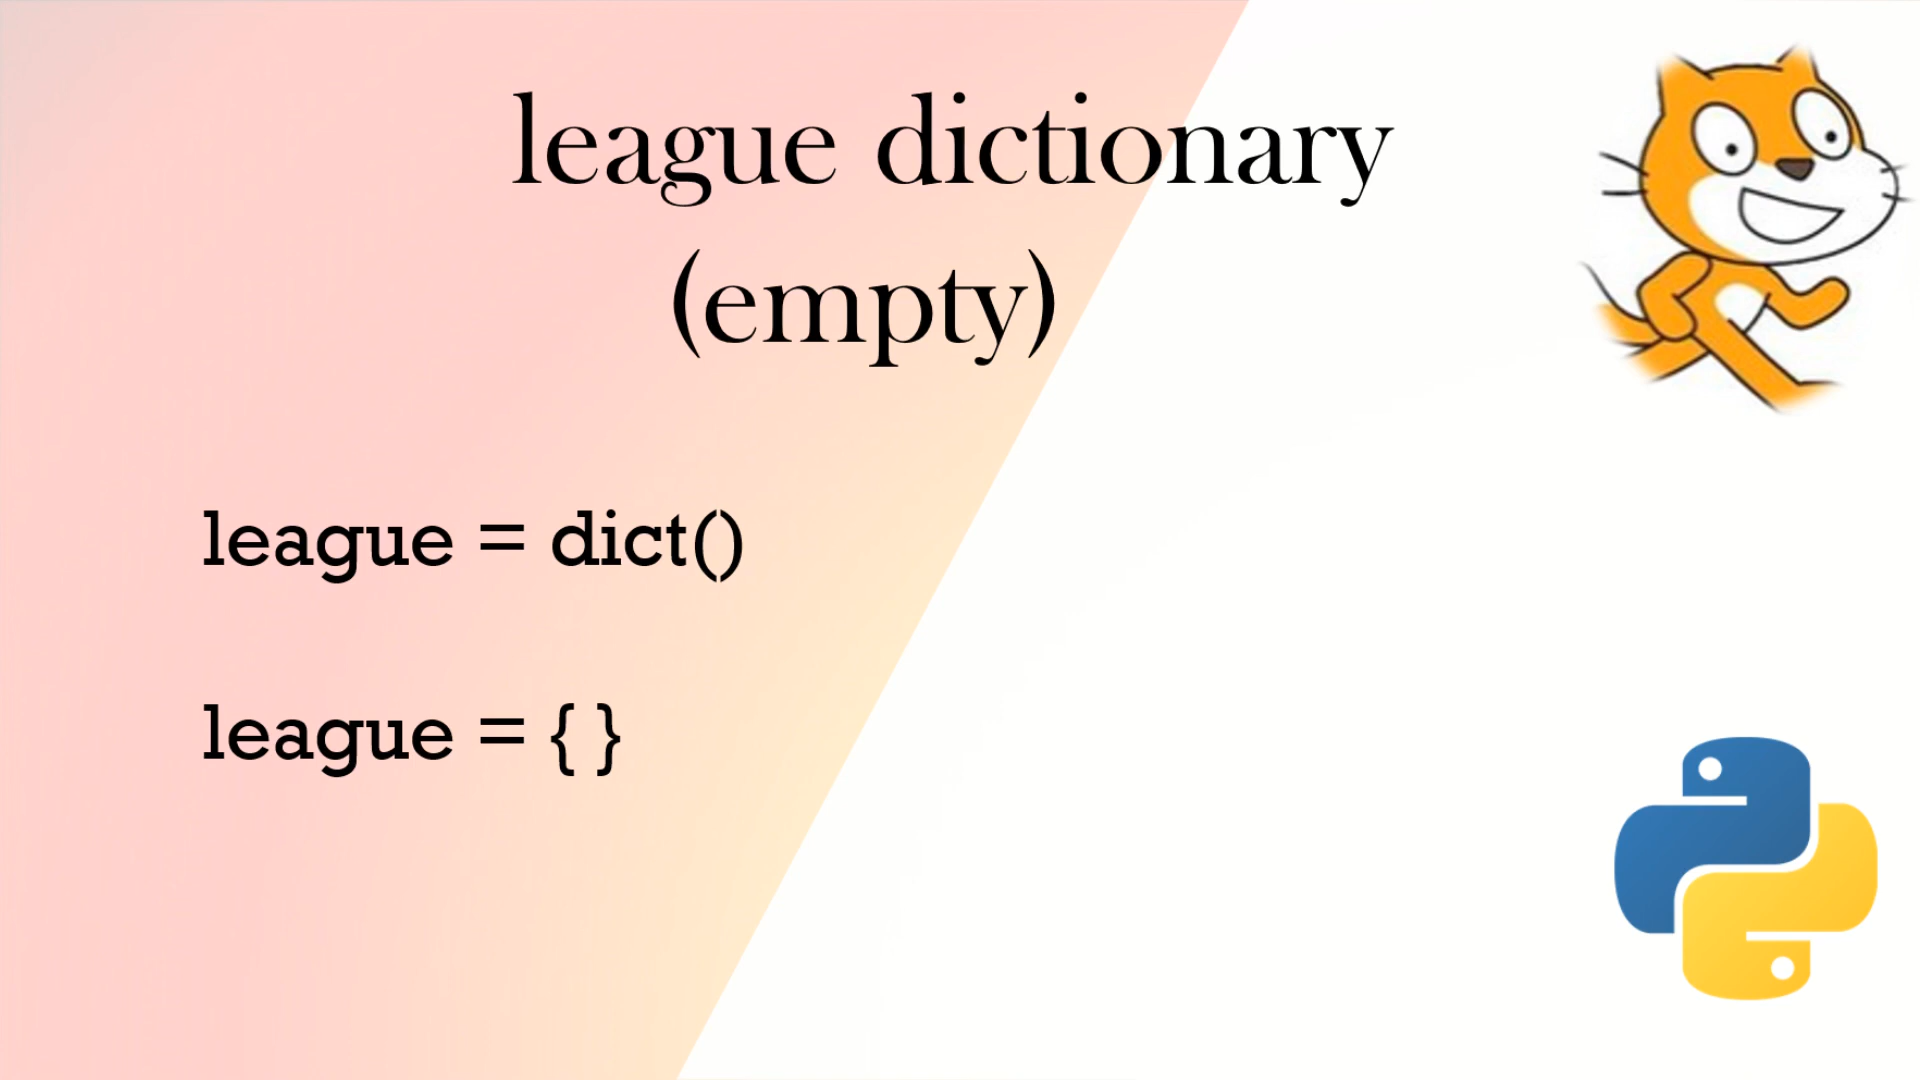 league dictionary
(empty)
league = dict()
league = { }